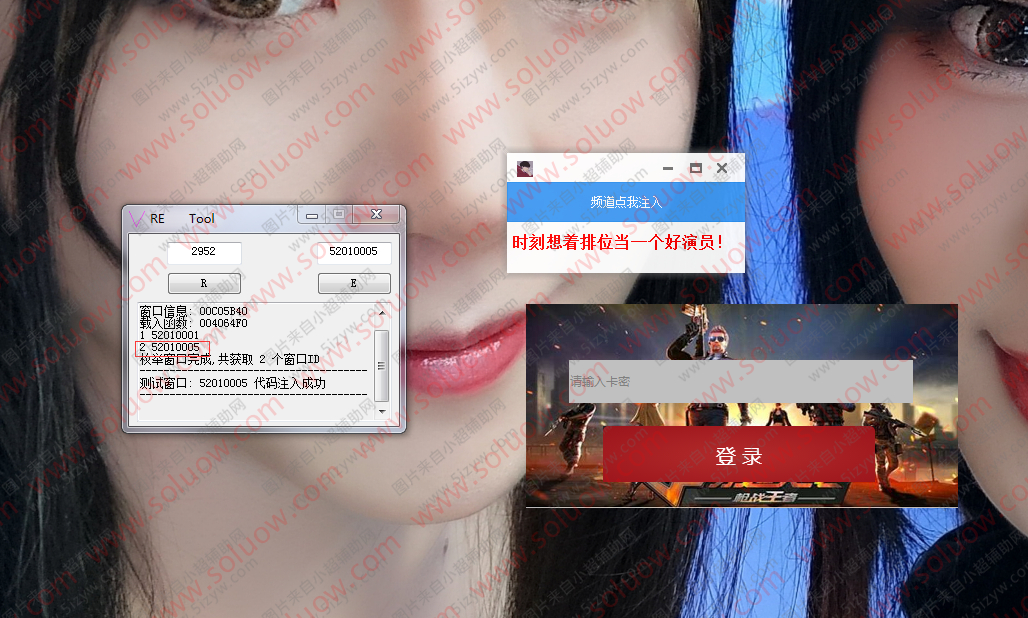 RE Tool
2952 52010005
R E
窗口信息: 00C05B40
载入函数: 004064F0
1 52010001
2 52010005
枚举窗口完成,共获取 2 个窗口ID
测试窗口: 52010005 代码注入成功
频道点我注入
时刻想着排位当一个好演员!
请输入卡密
登录
枪战王者
图片来自小超辅助网
www.5izyw.com
www.soluow.com